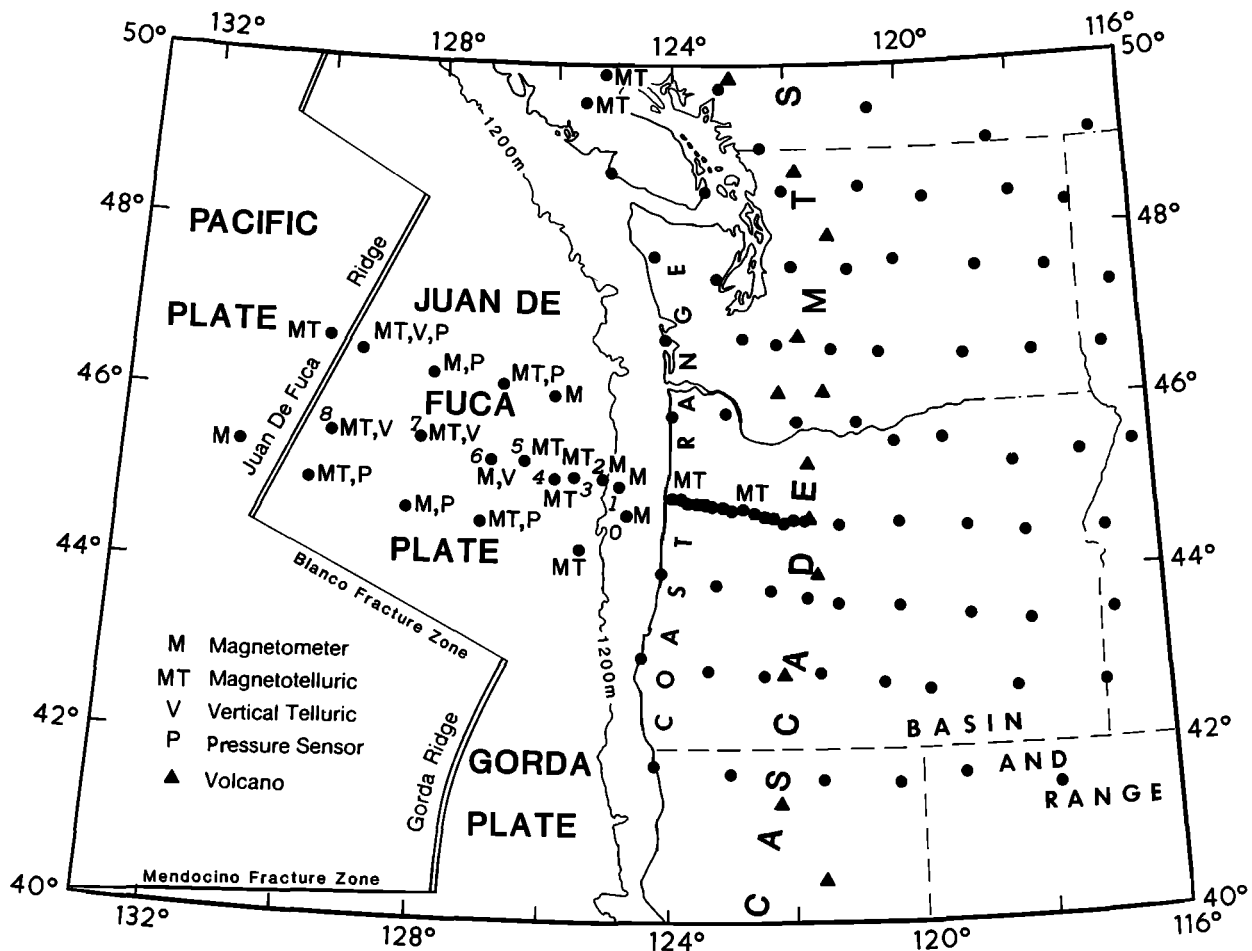 132°
128°
124°
120°
116°
50°
50°
MT
MT
S
1200m
T
48°
48°
PACIFIC
PLATE
Ridge
JUAN DE
FUCA
PLATE
M
MT
MT,V,P
M,P
MT,P
M
46°
46°
Juan De Fuca
M
8
MT,V
7
MT,V
6
M,V
5
MT
MT
4
MT
3
2
M
M
1
M
0
MT,P
M,P
MT,P
MT
MT
MT
COAST RANGE
E
D
A
C
S
A
C
44°
44°
Blanco Fracture Zone
M Magnetometer
MT Magnetotelluric
V Vertical Telluric
P Pressure Sensor
Volcano
1200m
42°
42°
Gorda Ridge
GORDA
PLATE
BASIN
AND
RANGE
Mendocino Fracture Zone
40°
40°
132°
128°
124°
120°
116°